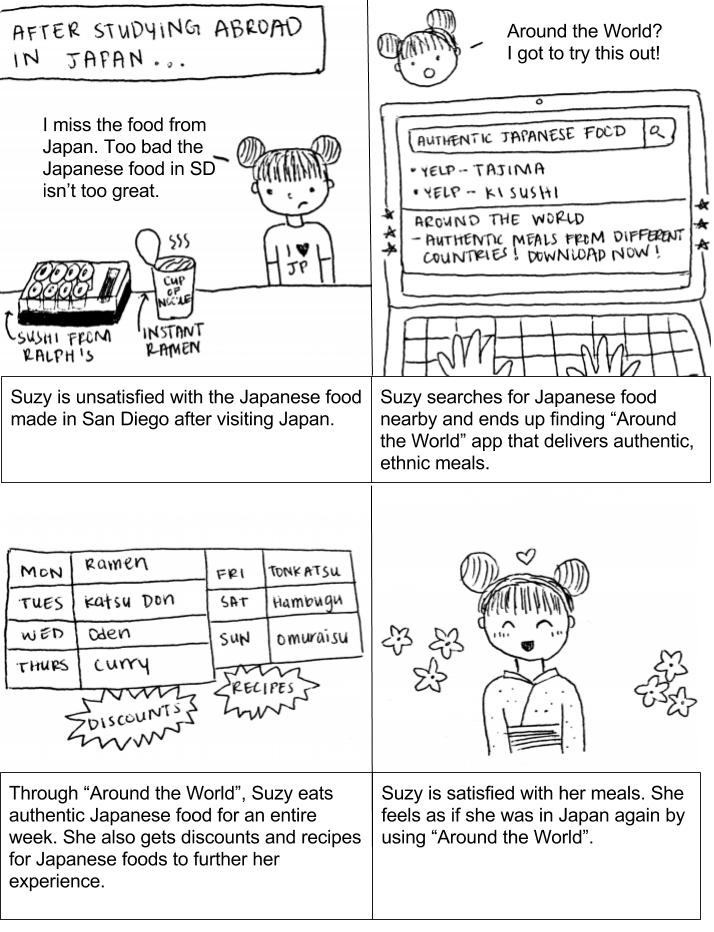 AFTER STUDYING ABROAD
IN JAPAN...
I miss the food from
Japan. Too bad the
Japanese food in SD
isn't too great.
I ♥
JP
CUP
OF
NOODLE
SUSHI FROM
RALPH'S
INSTANT
RAMEN
Suzy is unsatisfied with the Japanese food
made in San Diego after visiting Japan.
Around the World?
I got to try this out!
AUTHENTIC JAPANESE FOOD
• YELP -- TAJIMA
• YELP -- KI SUSHI
AROUND THE WORLD
- AUTHENTIC MEALS FROM DIFFERENT
COUNTRIES! DOWNLOAD NOW!
Suzy searches for Japanese food
nearby and ends up finding “Around
the World” app that delivers authentic,
ethnic meals.
MON Ramen
TUES Katsu Don
WED Oden
THURS Curry
FRI TONKATSU
SAT Hambugu
SUN omuraisu
DISCOUNTS
RECIPES
Through “Around the World”, Suzy eats
authentic Japanese food for an entire
week. She also gets discounts and recipes
for Japanese foods to further her
experience.
Suzy is satisfied with her meals. She
feels as if she was in Japan again by
using “Around the World”.